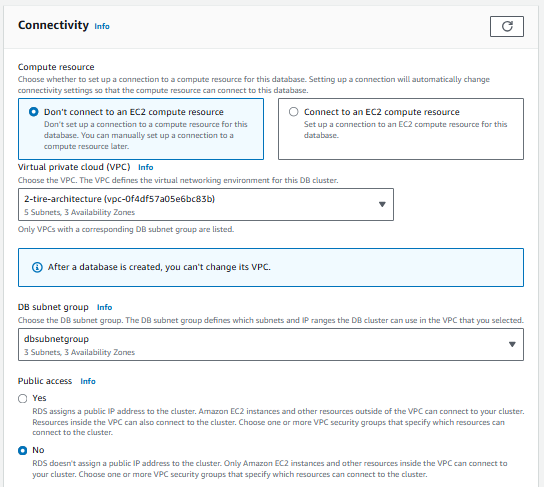 Connectivity Info
Compute resource
Choose whether to set up a connection to a compute resource for this database. Setting up a connection will automatically change
connectivity settings so that the compute resource can connect to this database.
Don't connect to an EC2 compute resource
Don't set up a connection to a compute resource for this
database. You can manually set up a connection to a
compute resource later.
Connect to an EC2 compute resource
Set up a connection to an EC2 compute resource for this
database.
Virtual private cloud (VPC) Info
Choose the VPC. The VPC defines the virtual networking environment for this DB cluster.
2-tire-architecture (vpc-0f4df57a05e6bc83b)
5 Subnets, 3 Availability Zones
Only VPCs with a corresponding DB subnet group are listed.
After a database is created, you can't change its VPC.
DB subnet group Info
Choose the DB subnet group. The DB subnet group defines which subnets and IP ranges the DB cluster can use in the VPC that you selected.
dbsubnetgroup
3 Subnets, 3 Availability Zones
Public access Info
Yes
RDS assigns a public IP address to the cluster. Amazon EC2 instances and other resources outside of the VPC can connect to your cluster.
Resources inside the VPC can also connect to the cluster. Choose one or more VPC security groups that specify which resources can
connect to the cluster.
No
RDS doesn't assign a public IP address to the cluster. Only Amazon EC2 instances and other resources inside the VPC can connect to
your cluster. Choose one or more VPC security groups that specify which resources can connect to the cluster.